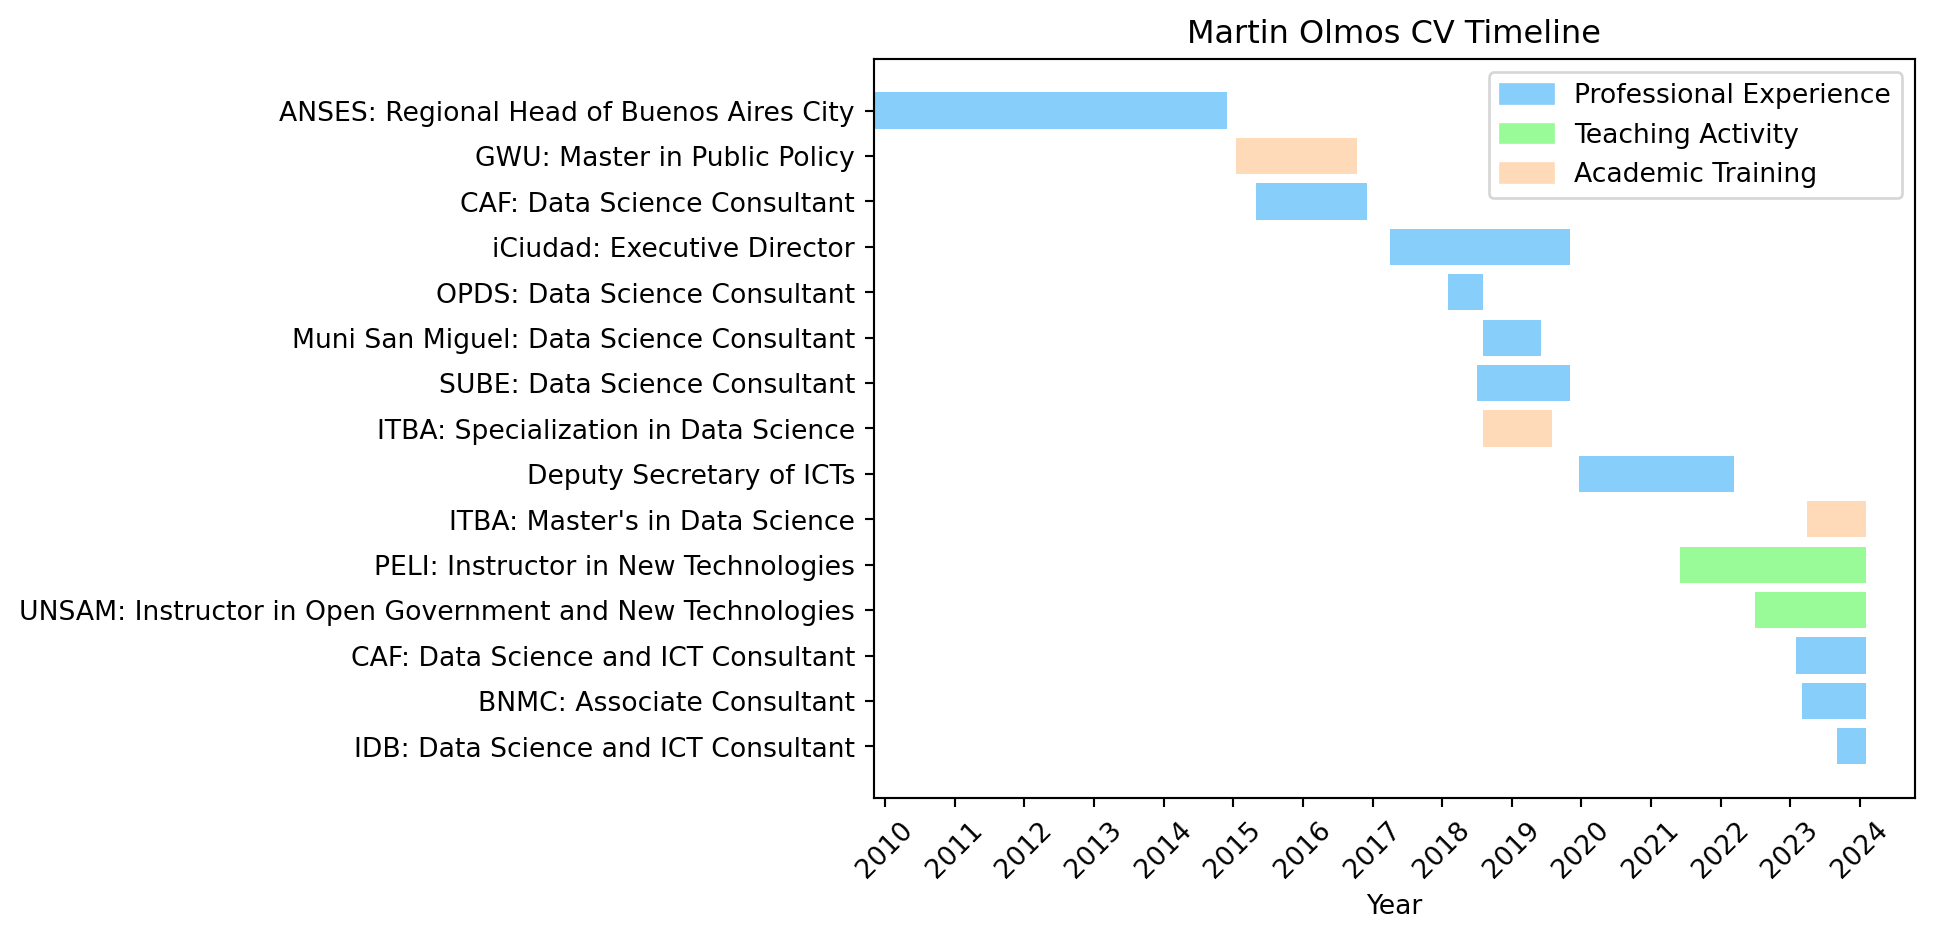 Martin Olmos CV Timeline
Professional Experience
Teaching Activity
Academic Training
ANSES: Regional Head of Buenos Aires City
GWU: Master in Public Policy
CAF: Data Science Consultant
iCiudad: Executive Director
OPDS: Data Science Consultant
Muni San Miguel: Data Science Consultant
SUBE: Data Science Consultant
ITBA: Specialization in Data Science
Deputy Secretary of ICTs
ITBA: Master's in Data Science
PELI: Instructor in New Technologies
UNSAM: Instructor in Open Government and New Technologies
CAF: Data Science and ICT Consultant
BNMC: Associate Consultant
IDB: Data Science and ICT Consultant
2010 2011 2012 2013 2014 2015 2016 2017 2018 2019 2020 2021 2022 2023 2024
Year